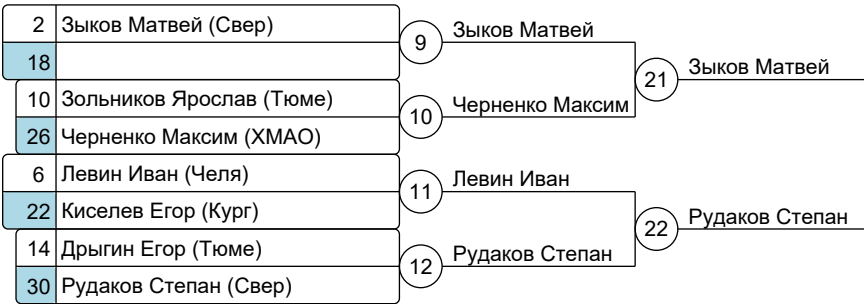 2 Зыков Матвей (Свер)
9 Зыков Матвей
18
21 Зыков Матвей
10 Зольников Ярослав (Тюме)
10 Черненко Максим
26 Черненко Максим (ХМАО)
6 Левин Иван (Челя)
11 Левин Иван
22 Киселев Егор (Кург)
22 Рудаков Степан
14 Дрыгин Егор (Тюме)
12 Рудаков Степан
30 Рудаков Степан (Свер)